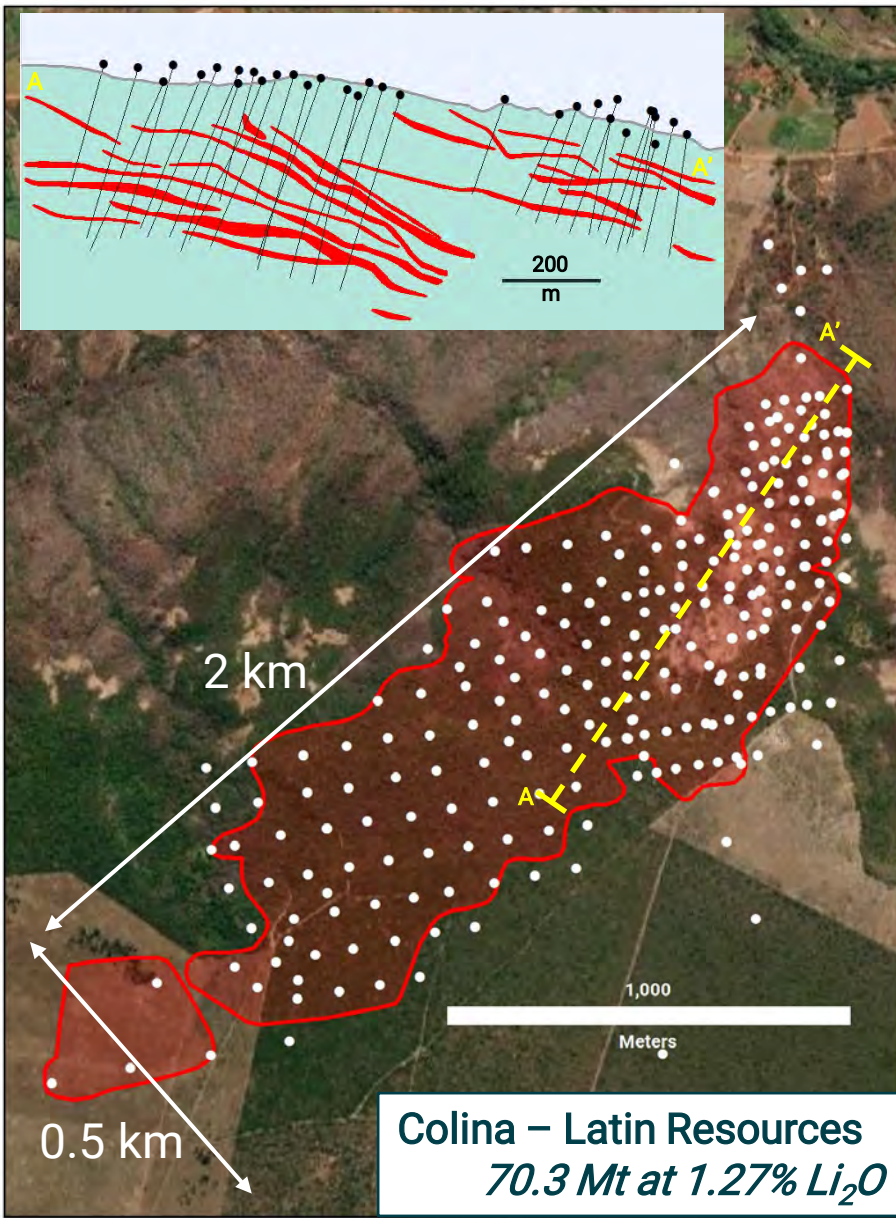 A
A'
200
m
A'
2 km
A
1,000
Meters
0.5 km
Colina – Latin Resources
70.3 Mt at 1.27% Li₂O